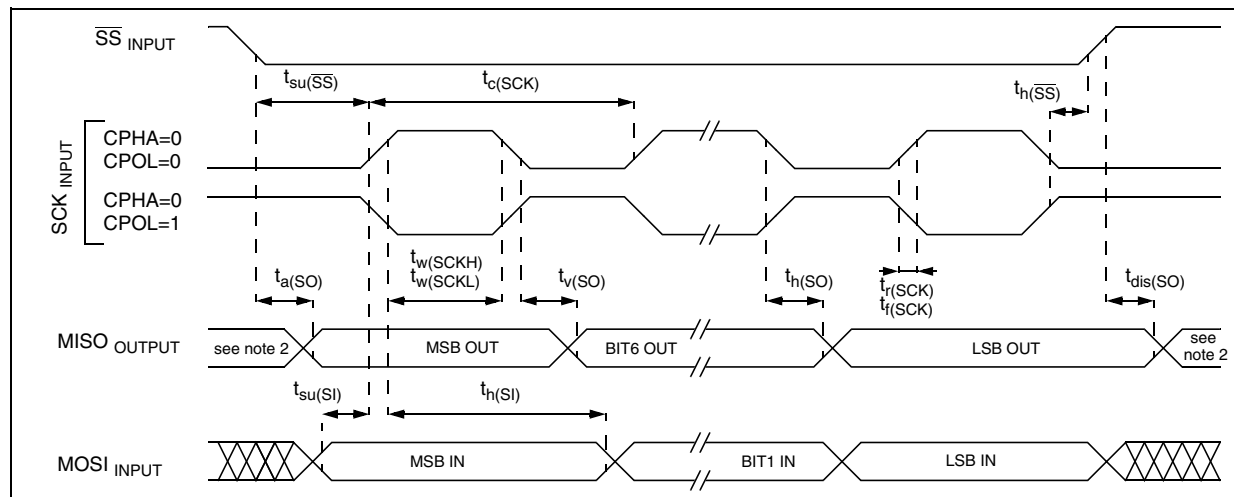 SS INPUT
tsu(SS)
tc(SCK)
th(SS)
SCK INPUT
CPHA=0
CPOL=0
CPHA=0
CPOL=1
ta(SO)
tw(SCKH)
tw(SCKL)
tv(SO)
th(SO)
tr(SCK)
tf(SCK)
tdis(SO)
MISO OUTPUT
see note 2
MSB OUT
BIT6 OUT
LSB OUT
see
note 2
tsu(SI)
th(SI)
MOSI INPUT
MSB IN
BIT1 IN
LSB IN